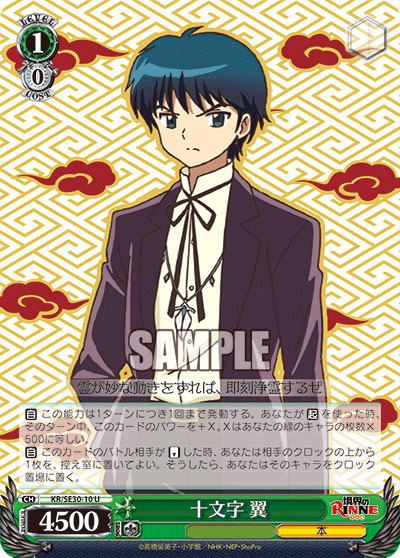 LEVEL
1
0
COST
SAMPLE
霊が妙な動きをすれば、即刻浄霊するぜ
自 この能力は1ターンにつき1回まで発動する。あなたが 起 を使った時、
そのターン中、このカードのパワーを＋X。Xはあなたの緑のキャラの枚数×
500に等しい。
自 このカードのバトル相手が した時、あなたは相手のクロックの上から
1枚を、控え室に置いてよい。そうしたら、あなたはそのキャラをクロック
置場に置く。
CH KR/SE30-10 U
十文字 翼
境界の
RINNE
POWER
4500
本
©高橋留美子・小学館／NHK・NEP・ShoPro